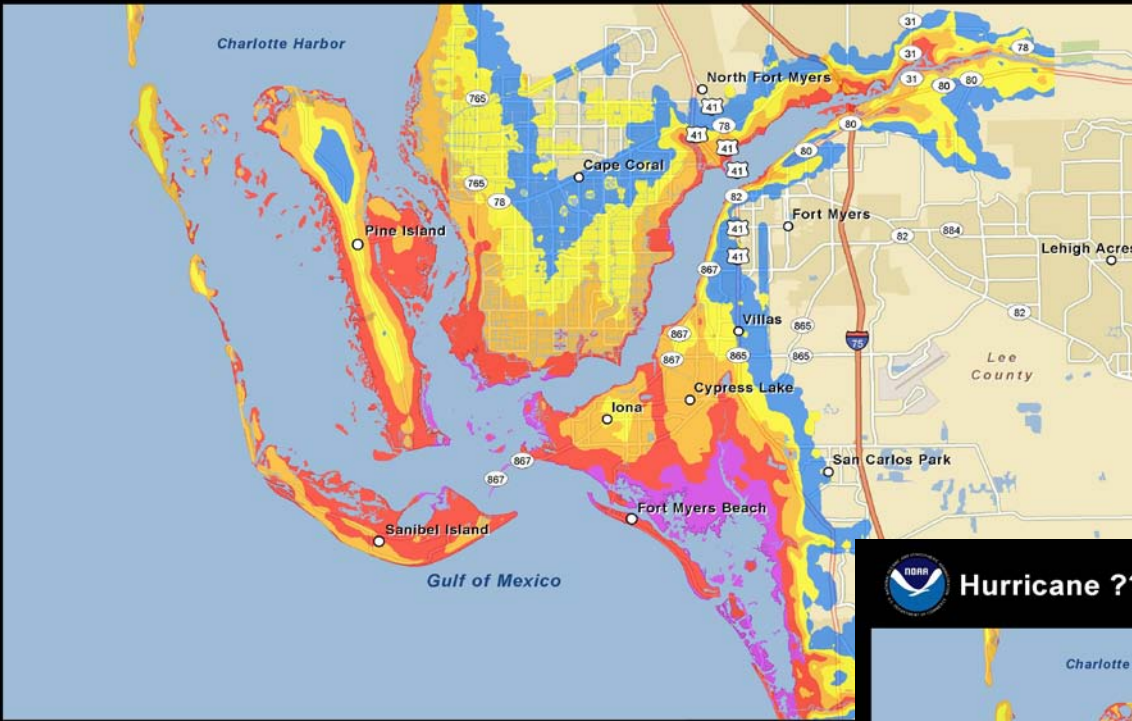 Charlotte Harbor
31
31
78
North Fort Myers
31
80
80
765
41
78
41
41
80
80
Cape Coral
41
765
78
82
Fort Myers
41
82
884
Pine Island
41
Lehigh Acres
867
82
Villas
865
867
75
867
865
865
Lee
County
Cypress Lake
Iona
867
San Carlos Park
867
Fort Myers Beach
Sanibel Island
Gulf of Mexico
NOAA
Hurricane ??
Charlotte